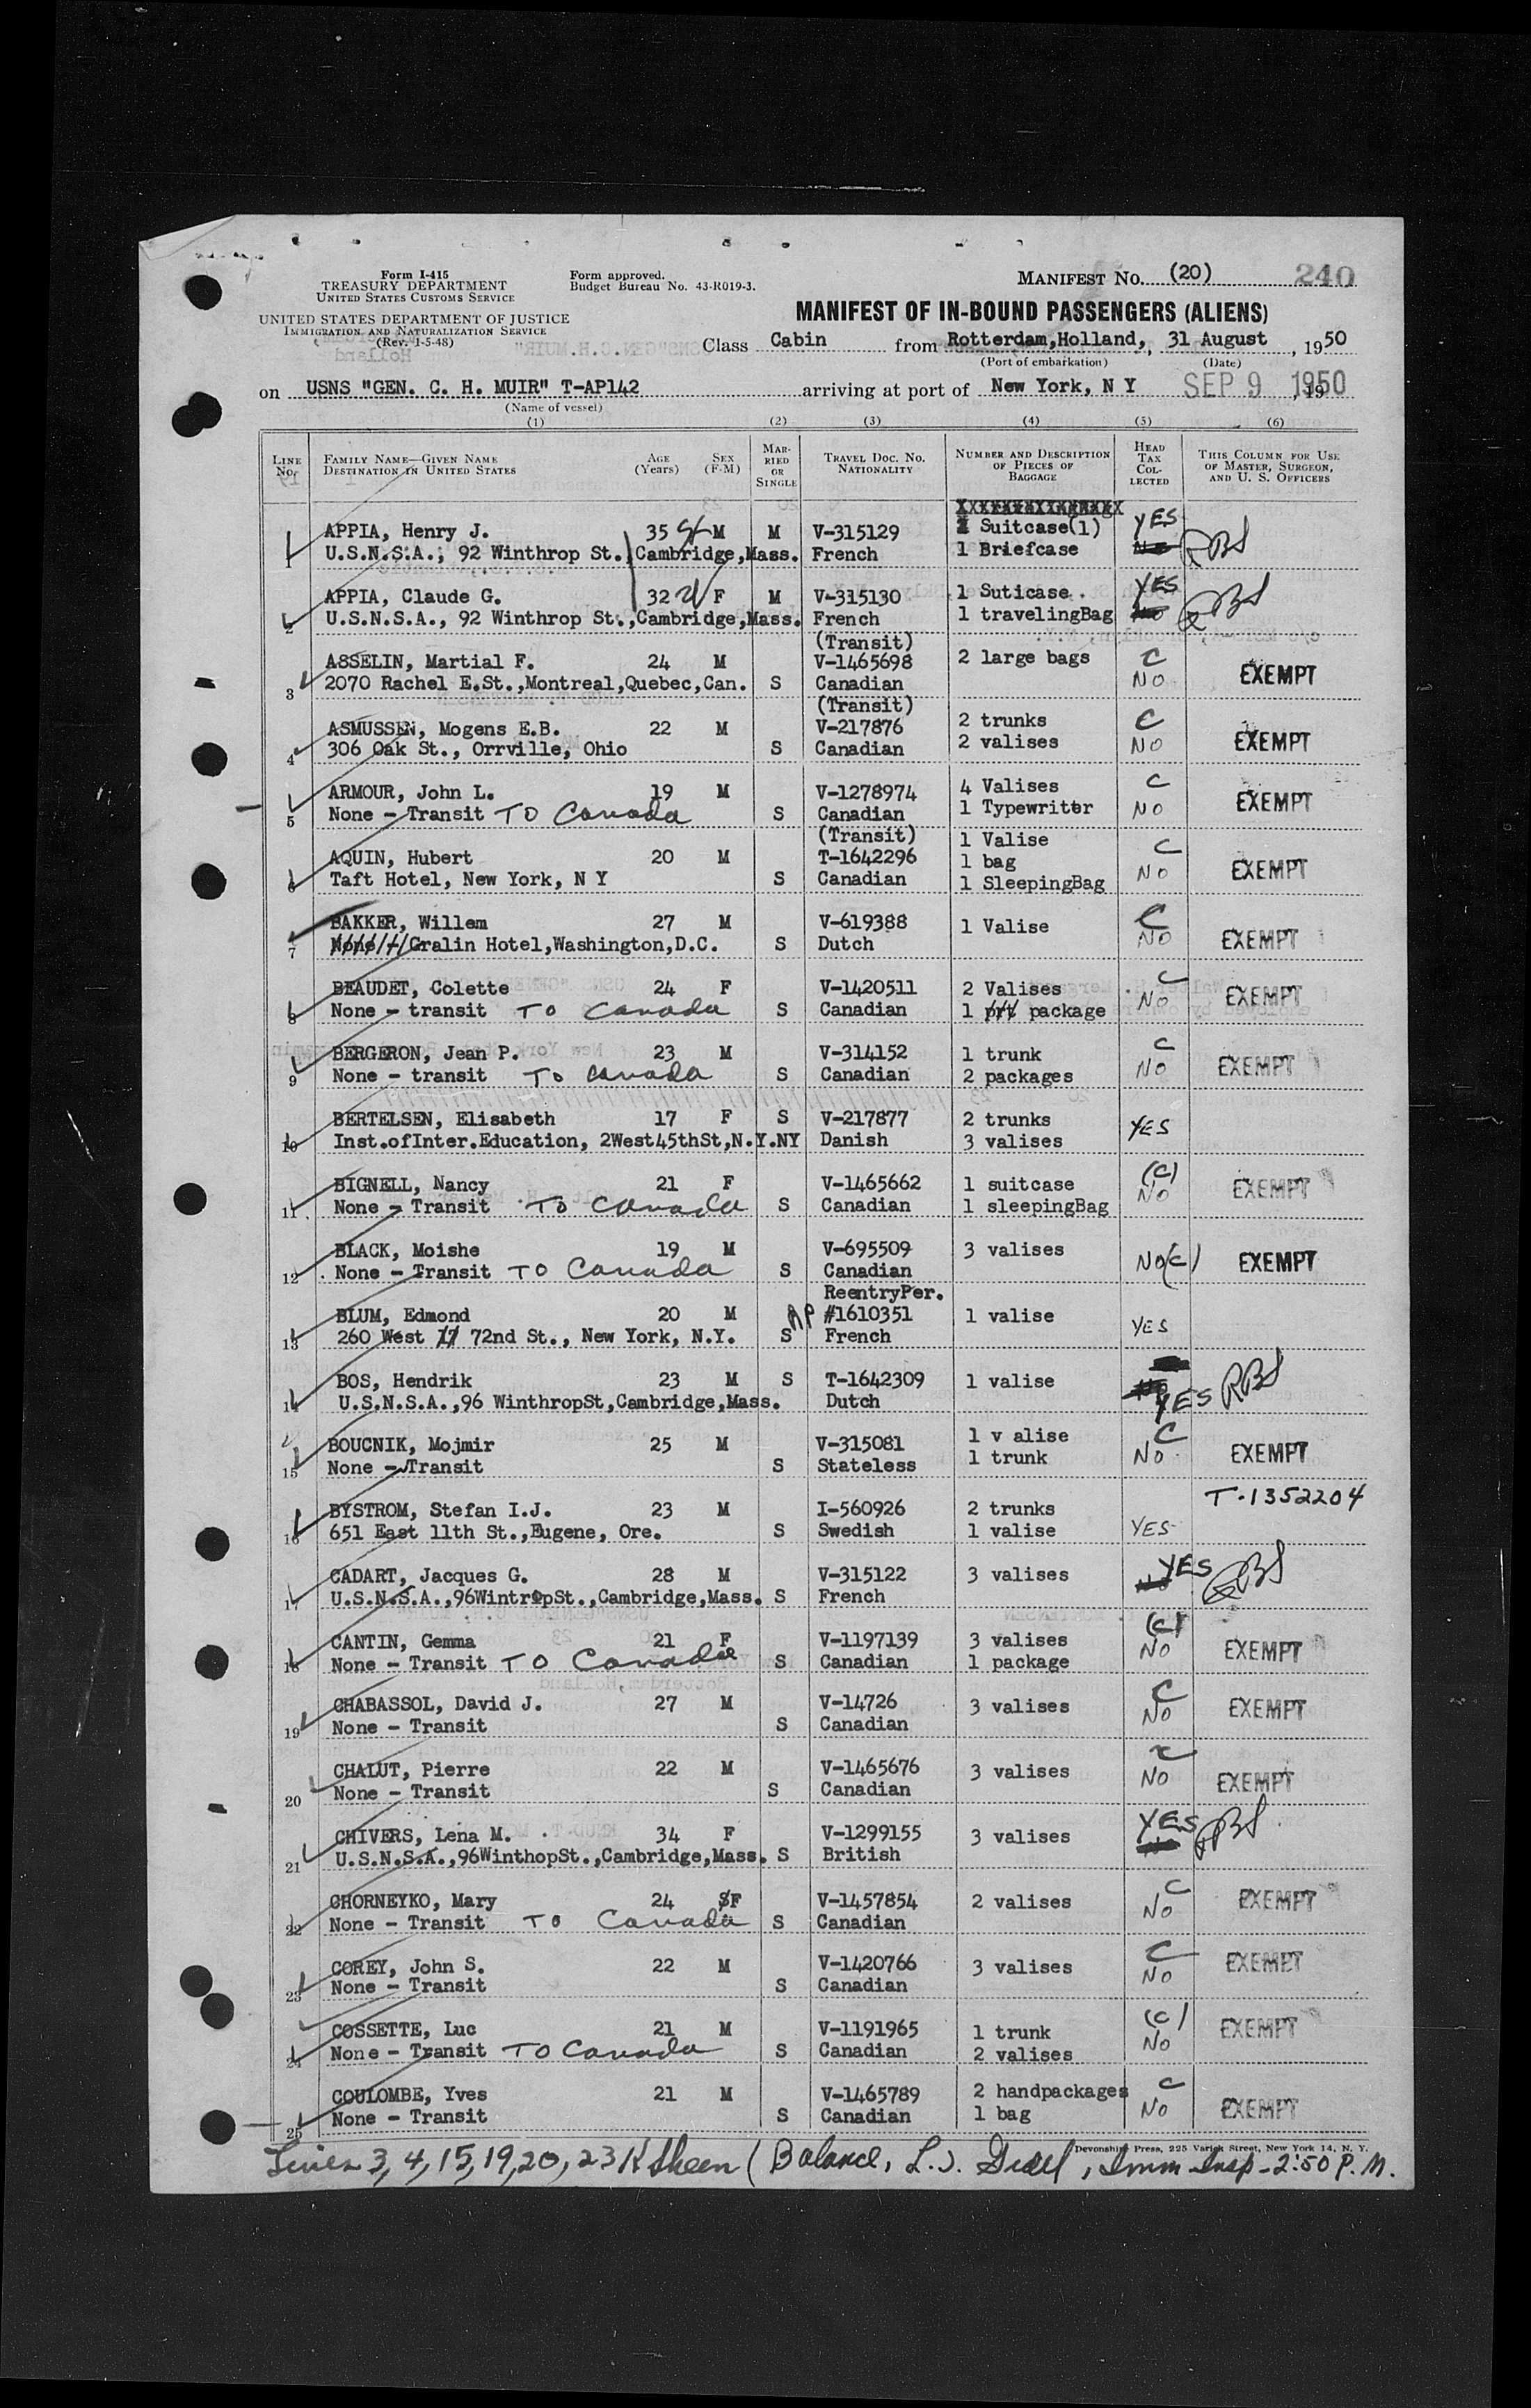 Form I-415
TREASURY DEPARTMENT
UNITED STATES CUSTOMS SERVICE
UNITED STATES DEPARTMENT OF JUSTICE
IMMIGRATION AND NATURALIZATION SERVICE
(Rev. 1-5-48)
Form approved.
Budget Bureau No. 43-R019-3.
MANIFEST NO. (20) 240
MANIFEST OF IN-BOUND PASSENGERS (ALIENS)
Class Cabin from Rotterdam,Holland, , 31 August , 1950
(Port of embarkation) (Date)
on USNS "GEN. C. H. MUIR" T-AP142 arriving at port of New York, N Y SEP 9 1950 , 19
(Name of vessel)
(1) (2) (3) (4) (5) (6)
LINE NO. FAMILY NAME—GIVEN NAME DESTINATION IN UNITED STATES AGE (Years) SEX (F-M) MARRIED OR SINGLE TRAVEL DOC. NO. NATIONALITY NUMBER AND DESCRIPTION OF PIECES OF BAGGAGE HEAD TAX COLLECTED THIS COLUMN FOR USE OF MASTER, SURGEON, AND U. S. OFFICERS
1 APPIA, Henry J. 35 M M V-315129 Suitcase(1) YES RBS
U.S.N.S.A., 92 Winthrop St.,Cambridge,Mass. French 1 Briefcase No
2 APPIA, Claude G. 32 F M V-315130 1 Suticase. YES RBS
U.S.N.S.A., 92 Winthrop St.,Cambridge,Mass. French 1 travelingBag No
(Transit)
3 ASSELIN, Martial F. 24 M V-1465698 2 large bags C EXEMPT
2070 Rachel E.St.,Montreal,Quebec,Can. S Canadian NO
(Transit)
4 ASMUSSEN, Mogens E.B. 22 M V-217876 2 trunks C EXEMPT
306 Oak St., Orrville, Ohio S Canadian 2 valises NO
5 ARMOUR, John L. 19 M V-1278974 4 Valises C EXEMPT
None - Transit TO Canada S Canadian 1 Typewriter NO
(Transit) 1 Valise
6 AQUIN, Hubert 20 M T-1642296 1 bag C EXEMPT
Taft Hotel, New York, N Y S Canadian 1 SleepingBag NO
7 BAKKER, Willem 27 M V-619388 1 Valise C EXEMPT
None Gralin Hotel,Washington,D.C. S Dutch NO
8 BEAUDET, Colette 24 F V-1420511 2 Valises C EXEMPT
None - transit TO Canada S Canadian 1 package NO
9 BERGERON, Jean P. 23 M V-314152 1 trunk C EXEMPT
None - transit TO Canada S Canadian 2 packages NO
10 BERTELSEN, Elisabeth 17 F S V-217877 2 trunks YES
Inst.ofInter.Education, 2West45thSt,N.Y.NY Danish 3 valises
11 BIGNELL, Nancy 21 F V-1465662 1 suitcase (C) EXEMPT
None - Transit TO Canada S Canadian 1 sleepingBag NO
12 BLACK, Moishe 19 M V-695509 3 valises NO(C) EXEMPT
None - Transit TO Canada S Canadian
ReentryPer.
13 BLUM, Edmond 20 M #1610351 1 valise
260 West 72nd St., New York, N.Y. S French YES
14 BOS, Hendrik 23 M S T-1642309 1 valise YES RBS
U.S.N.S.A.,96 WinthropSt,Cambridge,Mass. Dutch
15 BOUCNIK, Mojmir 25 M V-315081 1 v alise C EXEMPT
None - Transit S Stateless 1 trunk NO
T-1352204
16 BYSTROM, Stefan I.J. 23 M I-560926 2 trunks
651 East 11th St.,Eugene, Ore. S Swedish 1 valise YES
17 CADART, Jacques G. 28 M V-315122 3 valises YES RBS
U.S.N.S.A.,96WintropSt.,Cambridge,Mass. S French
18 CANTIN, Gemma 21 F V-1197139 3 valises (C) EXEMPT
None - Transit TO Canada S Canadian 1 package NO
19 CHABASSOL, David J. 27 M V-14726 3 valises C EXEMPT
None - Transit S Canadian NO
20 CHALUT, Pierre 22 M V-1465676 3 valises C EXEMPT
None - Transit S Canadian NO
21 CHIVERS, Lena M. 34 F V-1299155 3 valises YES RBS
U.S.N.S.A.,96WinthopSt.,Cambridge,Mass. S British
22 CHORNEYKO, Mary 24 F V-1457854 2 valises C EXEMPT
None - Transit TO Canada S Canadian NO
23 COREY, John S. 22 M V-1420766 3 valises C EXEMPT
None - Transit S Canadian NO
24 COSSETTE, Luc 21 M V-1191965 1 trunk (C) EXEMPT
None - Transit TO Canada S Canadian 2 valises NO
25 COULOMBE, Yves 21 M V-1465789 2 handpackages C EXEMPT
None - Transit S Canadian 1 bag NO
Devonshire Press, 225 Varick Street, New York 14, N. Y.
Lines 3, 4, 15, 19, 20, 23 (Balance, L. J. , Imm Insp - 2:50 P.M.